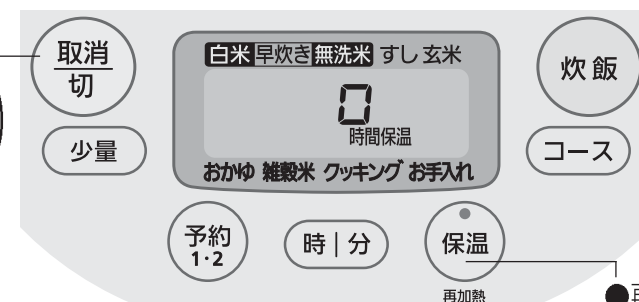 取消
切
少量
白米 早炊き 無洗米 すし 玄米
0
時間保温
おかゆ 雑穀米 クッキング お手入れ
炊飯
コース
予約
1・2
時|分
保温
再加熱